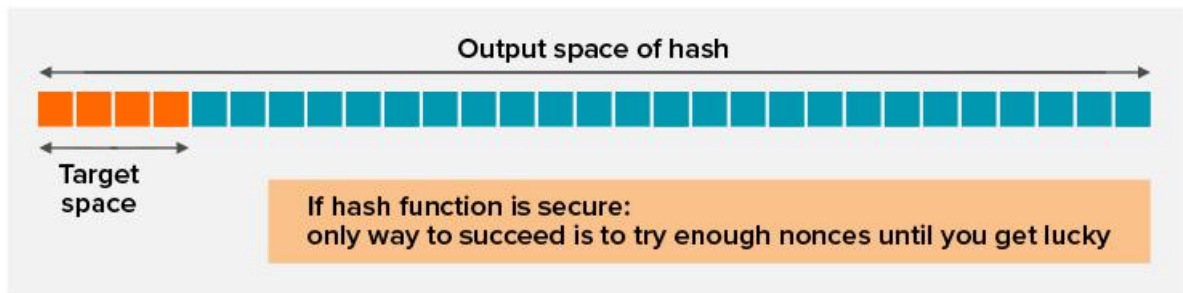 Output space of hash
Target
space
If hash function is secure:
only way to succeed is to try enough nonces until you get lucky